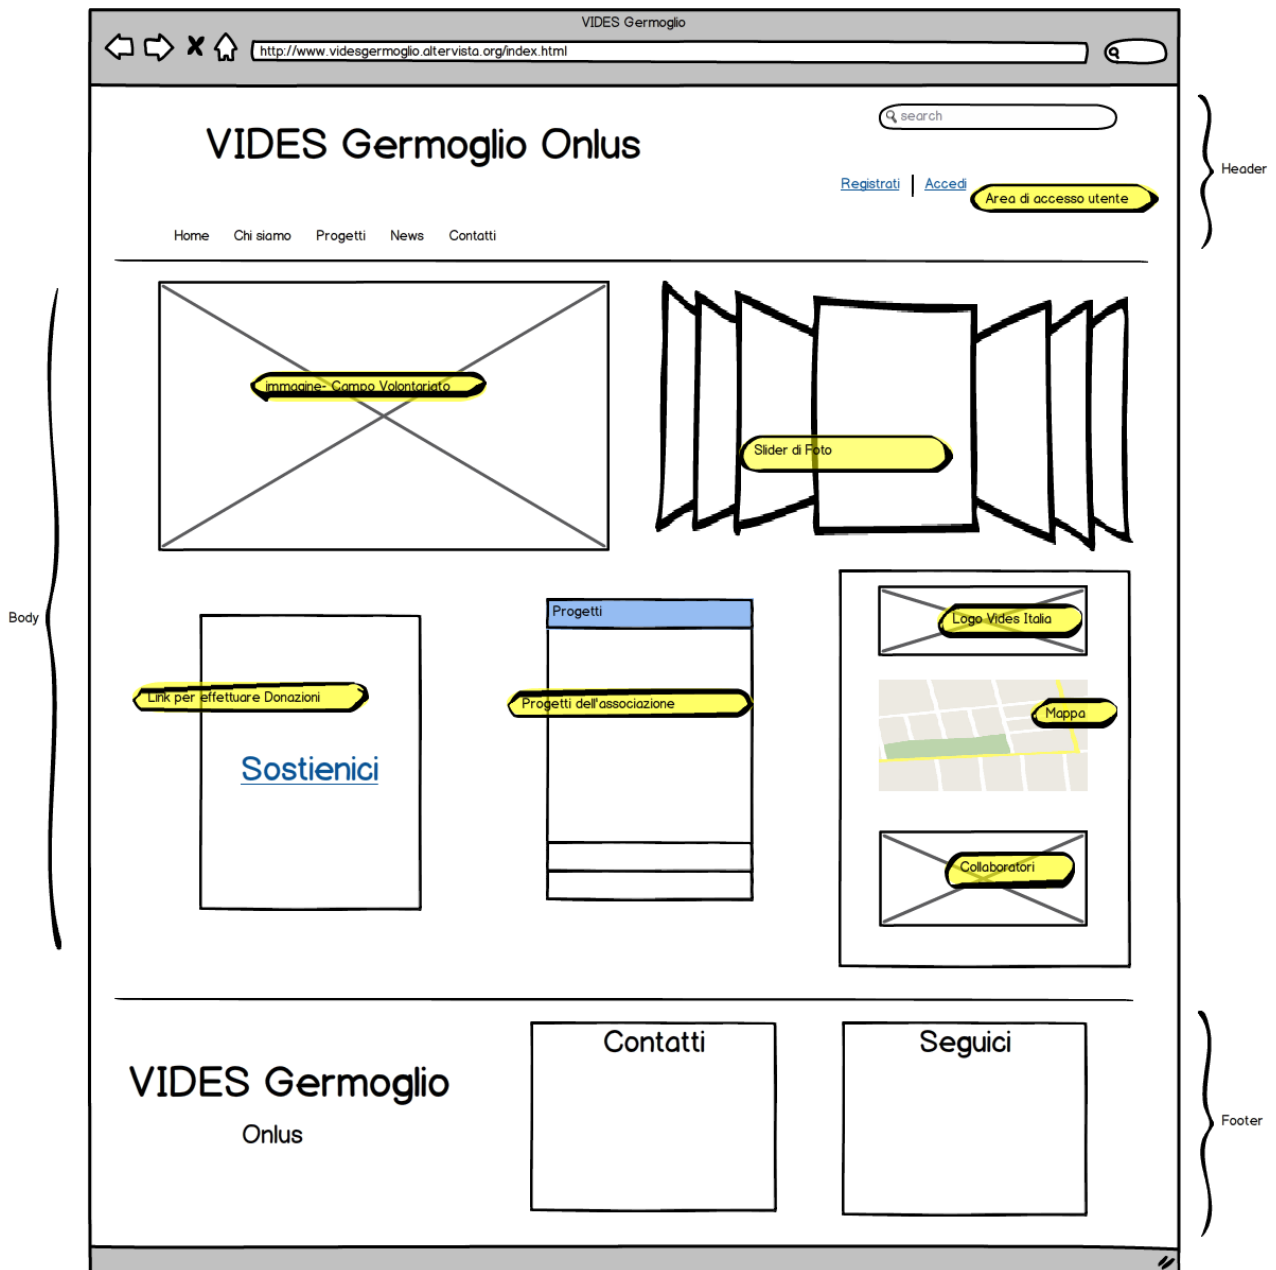 VIDES Germoglio
http://www.videsgermoglio.altervista.org/index.html
search
VIDES Germoglio Onlus
Header
Registrati | Accedi
Area di accesso utente
Home Chi siamo Progetti News Contatti
immagine- Campo Volontariato
Slider di Foto
Body
Progetti
Logo Vides Italia
Link per effettuare Donazioni
Progetti dell'associazione
Mappa
Sostienici
Collaboratori
Contatti
Seguici
VIDES Germoglio
Onlus
Footer